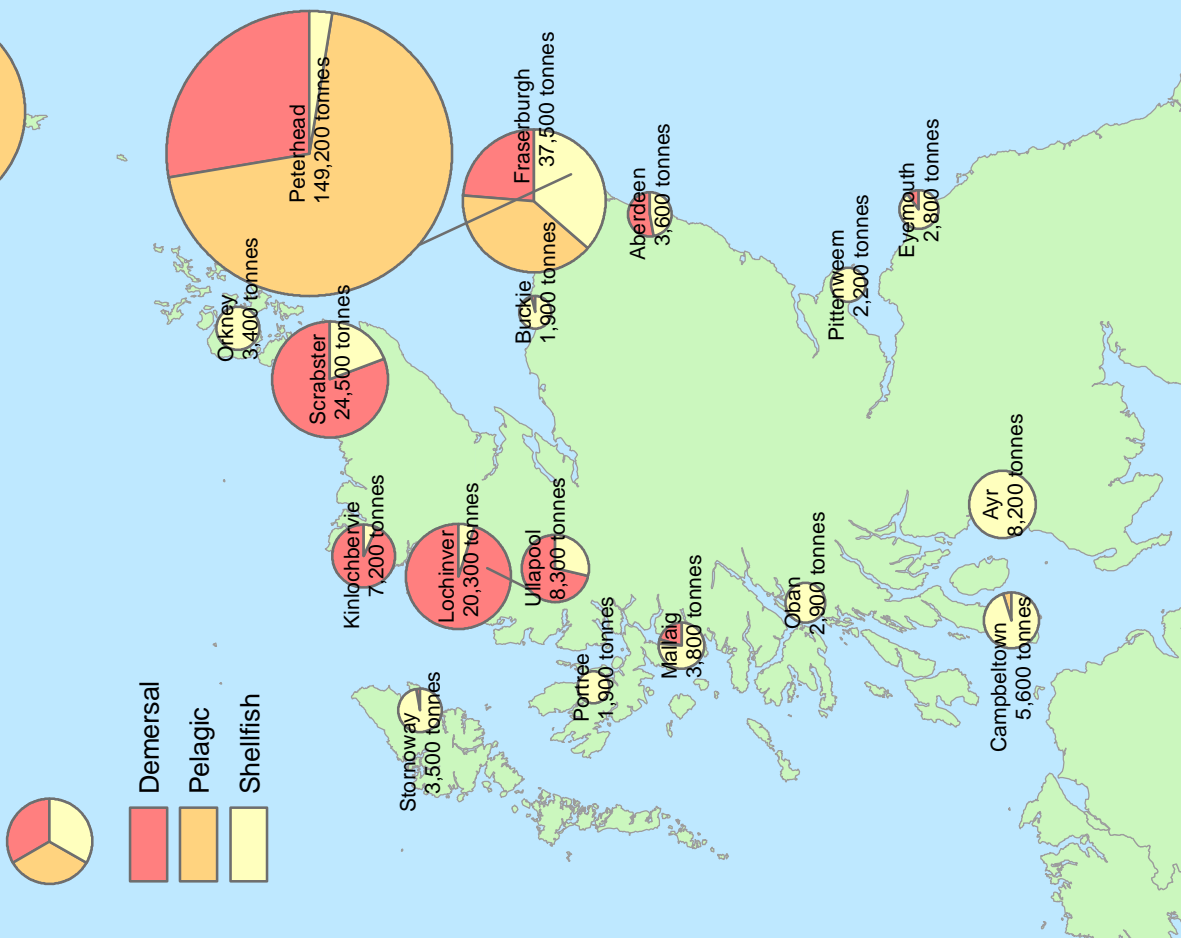 Demersal
Pelagic
Shellfish
Orkney
3,400 tonnes
Peterhead
149,200 tonnes
Scrabster
24,500 tonnes
Kinlochbervie
7,200 tonnes
Stornoway
3,500 tonnes
Lochinver
20,300 tonnes
Fraserburgh
37,500 tonnes
Buckie
1,900 tonnes
Ullapool
8,300 tonnes
Portree
1,900 tonnes
Aberdeen
3,600 tonnes
Mallaig
3,800 tonnes
Oban
2,900 tonnes
Pittenweem
2,200 tonnes
Eyemouth
2,800 tonnes
Ayr
8,200 tonnes
Campbeltown
5,600 tonnes